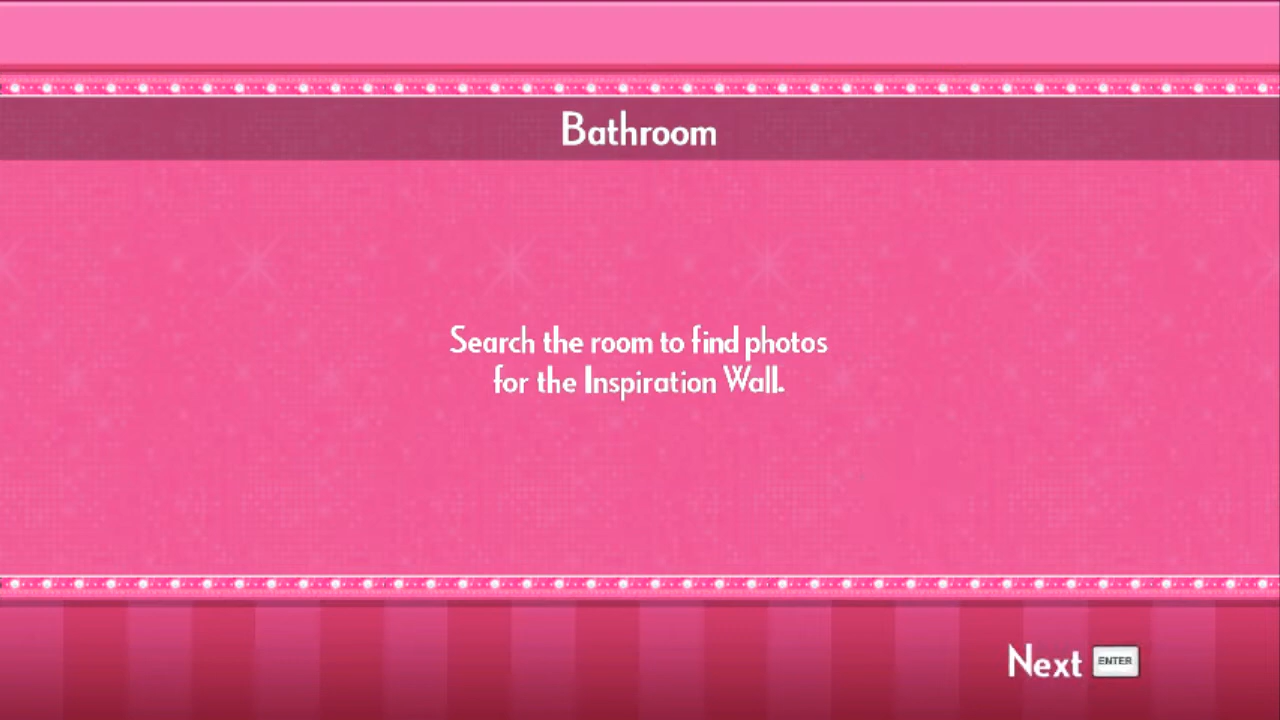 Bathroom
Search the room to find photos
for the Inspiration Wall.
Next ENTER